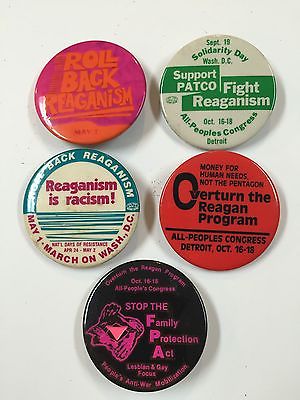 ROLL
BACK
REAGANISM
MAY 1
Sept. 19
Solidarity Day
Wash. D.C.
Support
PATCO
Fight
Reaganism
Oct. 16-18
All-Peoples Congress
Detroit
ROLL BACK REAGANISM
Reaganism
is racism!
NAT'L DAYS OF RESISTANCE
APR 24 - MAY 2
MAY 1 MARCH ON WASH., D.C.
MONEY FOR
HUMAN NEEDS,
NOT THE PENTAGON
Overturn the
Reagan
Program
ALL-PEOPLES CONGRESS
DETROIT, OCT. 16-18
Overturn the Reagan Program
Oct. 16-18
All-People's Congress
STOP THE
Family
Protection
Act
Lesbian & Gay
Focus
People's Anti-War Mobilization